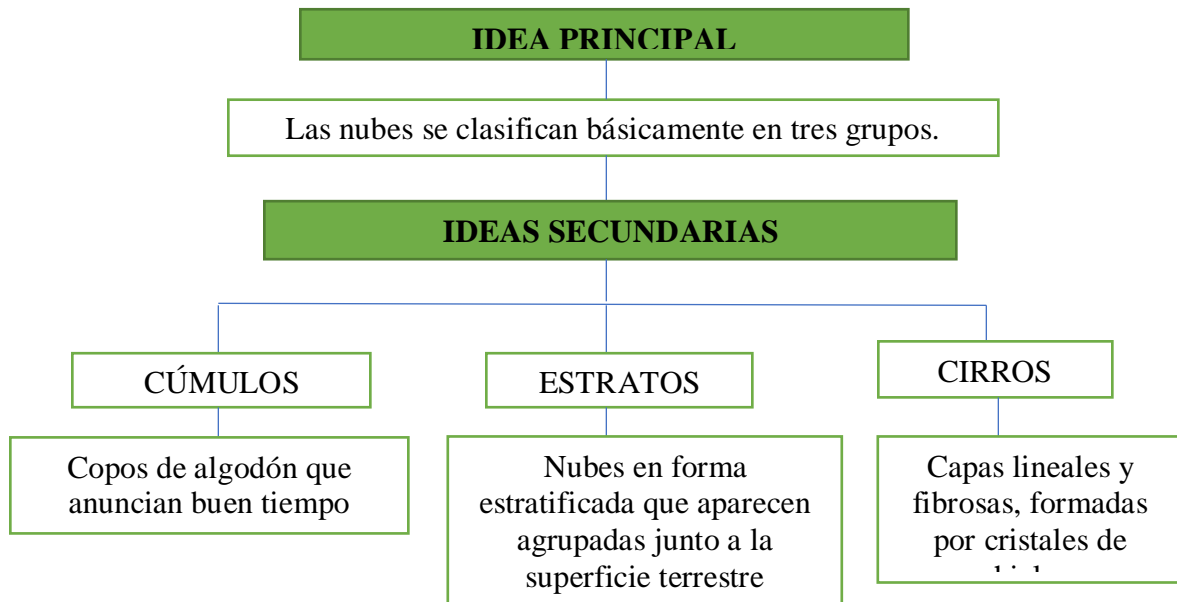 IDEA PRINCIPAL
Las nubes se clasifican básicamente en tres grupos.
IDEAS SECUNDARIAS
CÚMULOS
Copos de algodón que
anuncian buen tiempo
ESTRATOS
Nubes en forma
estratificada que aparecen
agrupadas junto a la
superficie terrestre
CIRROS
Capas lineales y
fibrosas, formadas
por cristales de